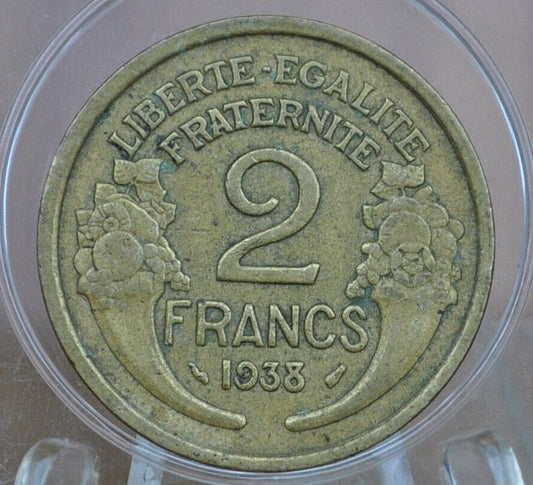 LIBERTE-EGALITE
FRATERNITE
2
FRANCS
1938